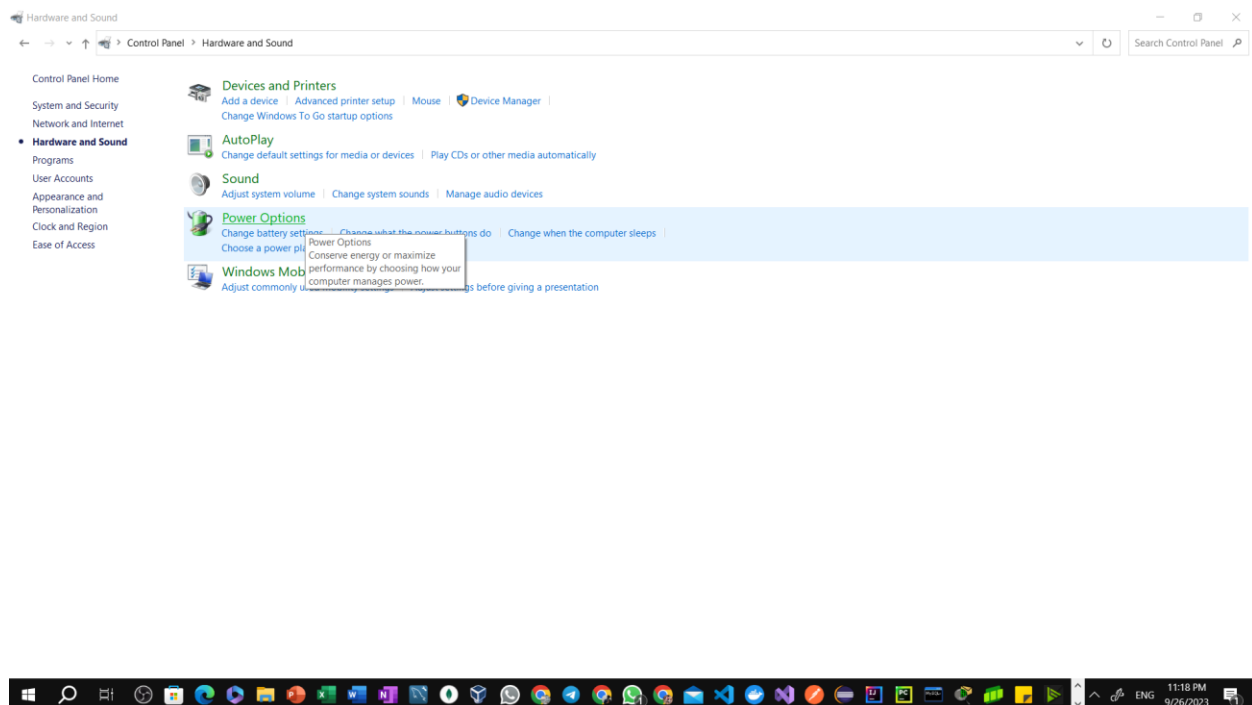 Hardware and Sound
Control Panel > Hardware and Sound
Search Control Panel
Control Panel Home
System and Security
Network and Internet
Hardware and Sound
Programs
User Accounts
Appearance and
Personalization
Clock and Region
Ease of Access
Devices and Printers
Add a device | Advanced printer setup | Mouse | Device Manager |
Change Windows To Go startup options
AutoPlay
Change default settings for media or devices | Play CDs or other media automatically
Sound
Adjust system volume | Change system sounds | Manage audio devices
Power Options
Change battery settings | Change what the power buttons do | Change when the computer sleeps |
Choose a power pla
Power Options
Conserve energy or maximize
performance by choosing how your
computer manages power.
Windows Mob
Adjust commonly gs before giving a presentation
ENG
11:18 PM
9/26/2023